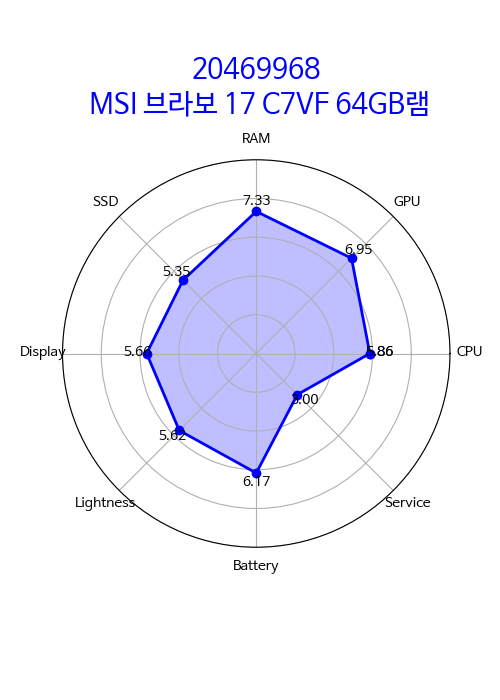 20469968
MSI 브라보 17 C7VF 64GB램
RAM
SSD
GPU
7.33
6.95
5.35
Display
5.66
5.86
CPU
3.00
5.62
6.17
Lightness
Service
Battery